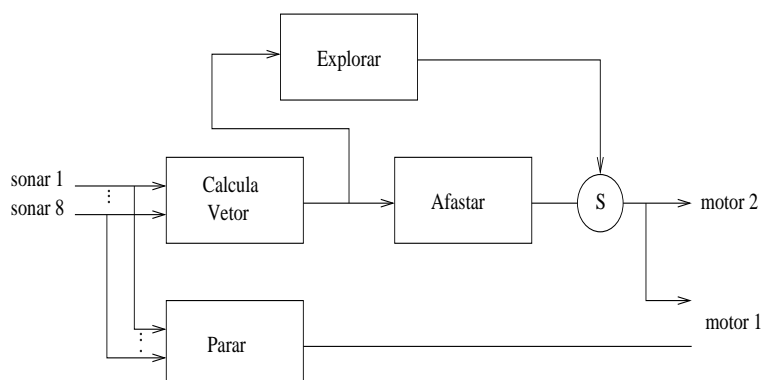 Explorar
sonar 1
sonar 8
Calcula
Vetor
Afastar
S
motor 2
motor 1
Parar